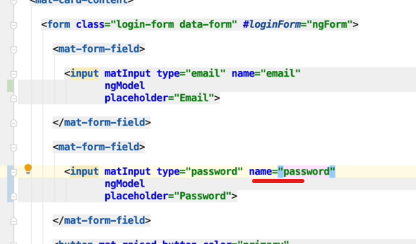 <mat-card-content>
<form class="login-form data-form" #loginForm="ngForm">
<mat-form-field>
<input matInput type="email" name="email"
ngModel
placeholder="Email">
</mat-form-field>
<mat-form-field>
<input matInput type="password" name="password"
ngModel
placeholder="Password">
</mat-form-field>
<button mat-raised-button color="primary"